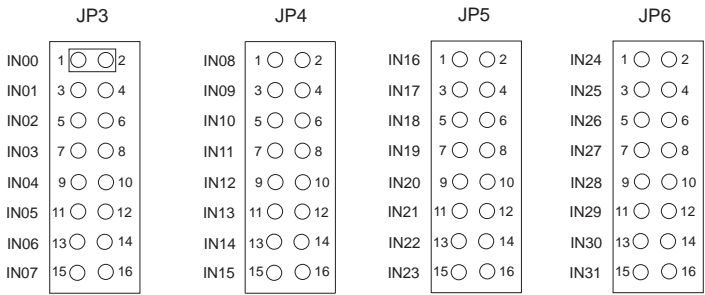 JP3 JP4 JP5 JP6
IN00 1 2 IN08 1 2 IN16 1 2 IN24 1 2
IN01 3 4 IN09 3 4 IN17 3 4 IN25 3 4
IN02 5 6 IN10 5 6 IN18 5 6 IN26 5 6
IN03 7 8 IN11 7 8 IN19 7 8 IN27 7 8
IN04 9 10 IN12 9 10 IN20 9 10 IN28 9 10
IN05 11 12 IN13 11 12 IN21 11 12 IN29 11 12
IN06 13 14 IN14 13 14 IN22 13 14 IN30 13 14
IN07 15 16 IN15 15 16 IN23 15 16 IN31 15 16